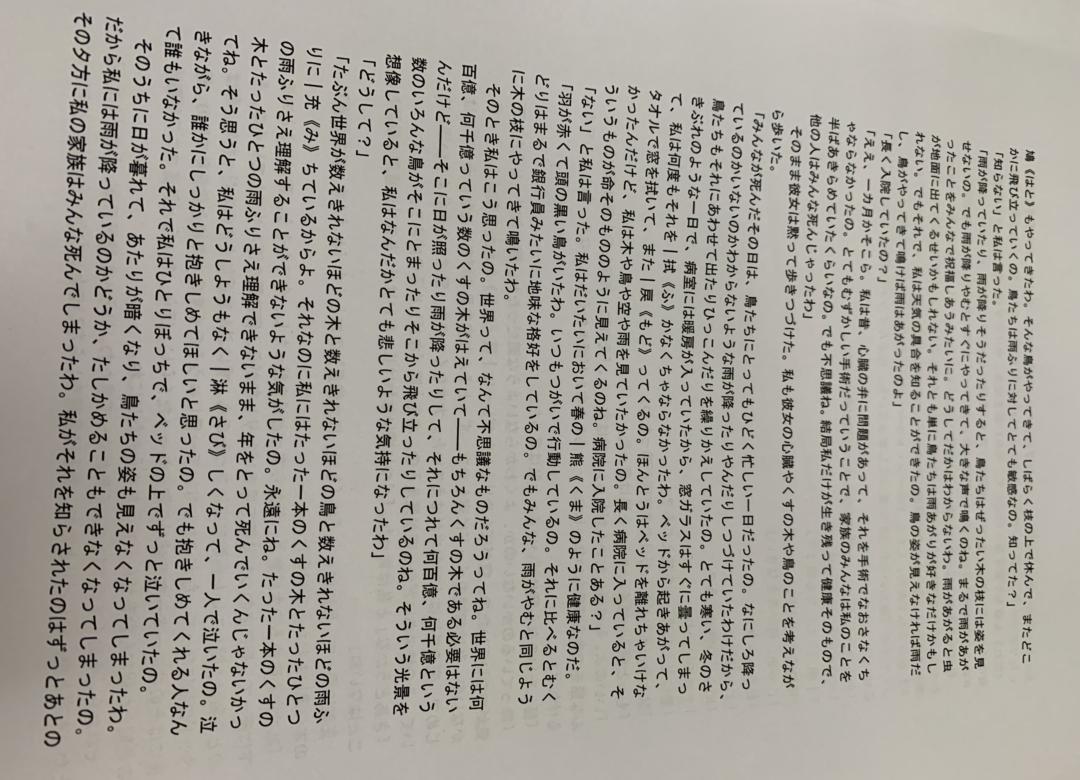 鳩《はと》もやってきたわ。そんな鳥がやってきて、しばらく枝の上で休んで、またどこ
かに飛び立っていくの。鳥たちは雨ふりに対してとても敏感なの。知ってた?」
「知らない」と私は言った。
「雨が降っていたり、雨が降りそうだったりすると、鳥たちはぜったい木の枝には姿を見
せないの。でも雨が降りやむとすぐにやってきて、大きな声で鳴くのね。まるで雨があが
ったことをみんなで祝福しあうみたいに。どうしてだかはわからないわ。雨があがると虫
が地面に出てくるせいかもしれない。それとも単に鳥たちは雨あがりが好きなだけかもし
れない。でもそれで、私は天気の具合を知ることができたの。鳥の姿が見えなければ雨だ
し、鳥がやってきて鳴けば雨はあがったのよ」
「長く入院していたの?」
「ええ、一カ月かそこら。私は昔、心臓の弁に問題があって、それを手術でなおさなくち
ゃならなかったの。とてもむずかしい手術だっていうことで、家族のみんなは私のことを
半ばあきらめていたくらいなの。でも不思議ね。結局私だけが生き残って健康そのもので、
他の人はみんな死んじゃったわ」
そのまま彼女は黙って歩きつづけた。私も彼女の心臓やくすの木や鳥のことを考えなが
ら歩いた。
「みんなが死んだその日は、鳥たちにとってもひどく忙しい一日だったの。なにしろ降っ
ているのかいないのかわからないような雨が降ったりやんだりしつづけていたわけだから、
鳥たちもそれにあわせて出たりひっこんだりを繰りかえしていたの。とても寒い、冬のさ
きぶれのような一日で、病室には暖房が入っていたから、窓ガラスはすぐに曇ってしまっ
て、私は何度もそれを|拭《ふ》かなくちゃならなかったわ。ベッドから起きあがって、
タオルで窓を拭いて、また|戻《もど》ってくるの。ほんとうはベッドを離れちゃいけな
かったんだけど、私は木や鳥や空や雨を見ていたかったの。長く病院に入っていると、そ
ういうものが命そのもののように見えてくるのね。病院に入院したことある?」
「ない」と私は言った。私はだいたいにおいて春の|熊《くま》のように健康なのだ。
「羽が赤くて頭の黒い鳥がいたわ。いつもつがいで行動しているの。それに比べるとむく
どりはまるで銀行員みたいに地味な格好をしているの。でもみんな、雨がやむと同じよう
に木の枝にやってきて鳴いたわ。
そのとき私はこう思ったの。世界って、なんて不思議なものだろうってね。世界には何
百億、何千億っていう数のくすの木がはえていて――もちろんくすの木である必要はない
んだけど――そこに日が照ったり雨が降ったりして、それにつれて何百億、何千億という
数のいろんな鳥がそこにとまったりそこから飛び立ったりしているのね。そういう光景を
想像していると、私はなんだかとても悲しいような気持になったわ」
「どうして?」
「たぶん世界が数えきれないほどの木と数えきれないほどの鳥と数えきれないほどの雨ふ
りに|充《み》ちているからよ。それなのに私にはたった一本のくすの木とたったひとつ
の雨ふりさえ理解することができないような気がしたの。永遠にね。たった一本のくすの
木とたったひとつの雨ふりさえ理解できないまま、年をとって死んでいくんじゃないかっ
てね。そう思うと、私はどうしようもなく|淋《さび》しくなって、一人で泣いたの。泣
きながら、誰かにしっかりと抱きしめてほしいと思ったの。でも抱きしめてくれる人なん
て誰もいなかった。それで私はひとりぼっちで、ベッドの上でずっと泣いていたの。
そのうちに日が暮れて、あたりが暗くなり、鳥たちの姿も見えなくなってしまったわ。
だから私には雨が降っているのかどうか、たしかめることもできなくなってしまったの。
その夕方に私の家族はみんな死んでしまったわ。私がそれを知らされたのはずっとあとの